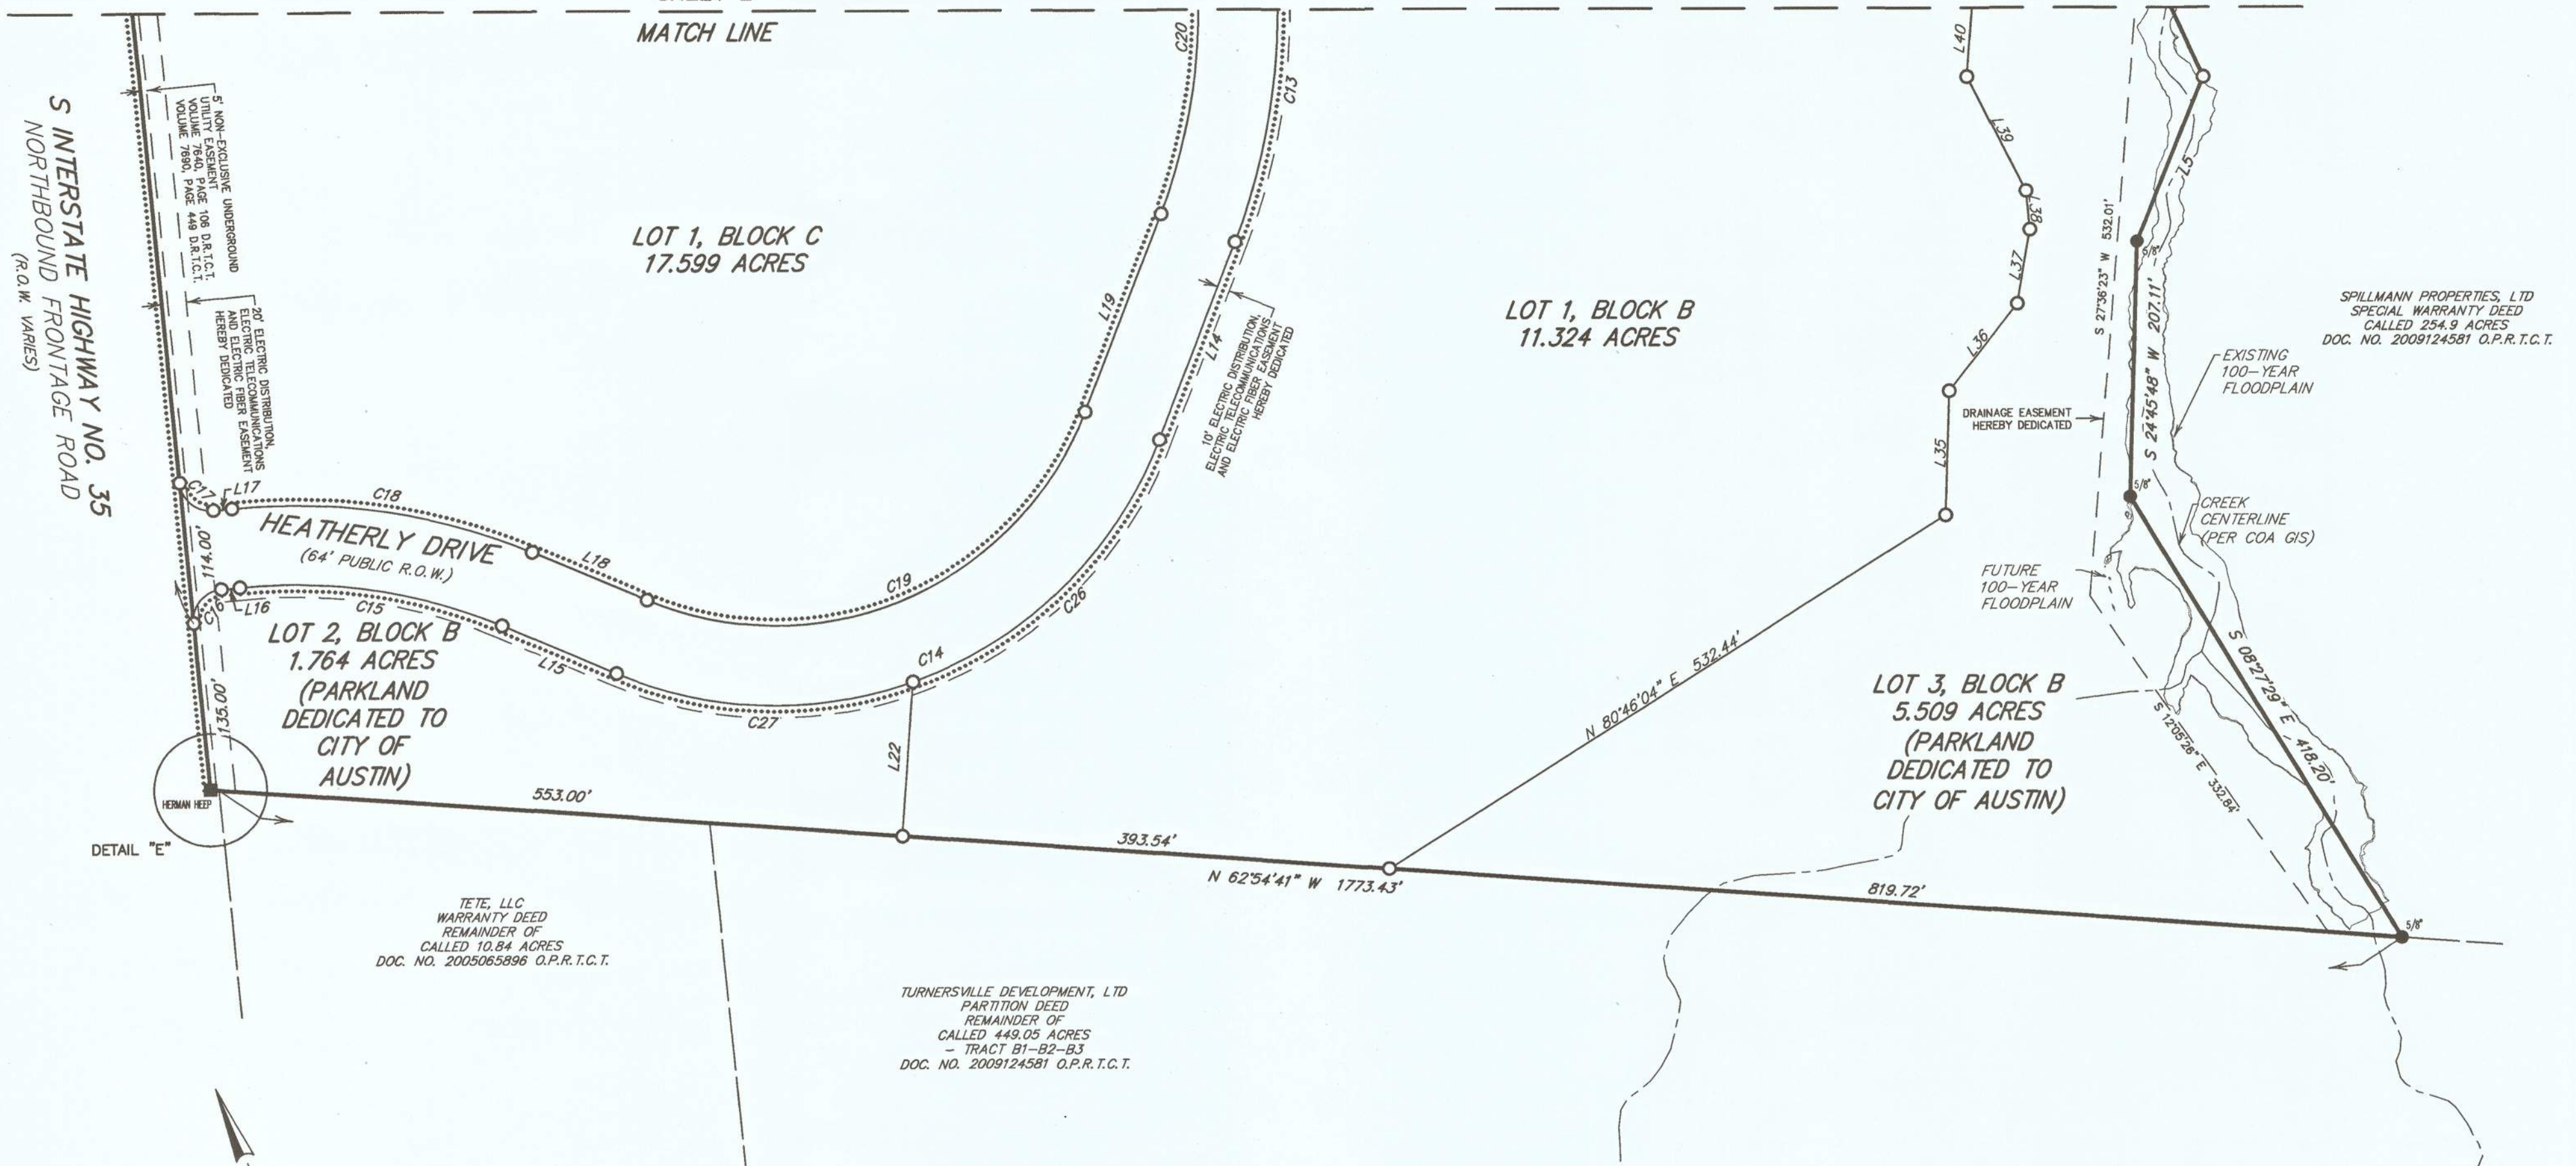 MATCH LINE
S INTERSTATE HIGHWAY NO. 35
NORTHBOUND FRONTAGE ROAD
(R.O.W. VARIES)
5' NON-EXCLUSIVE UNDERGROUND
UTILITY EASEMENT
VOLUME 7640, PAGE 106 D.R.T.C.T.
VOLUME 7690, PAGE 449 D.R.T.C.T.
20' ELECTRIC DISTRIBUTION,
ELECTRIC TELECOMMUNICATIONS
AND ELECTRIC FIBER EASEMENT
HEREBY DEDICATED
LOT 1, BLOCK C
17.599 ACRES
C20
C13
L19
L14
10' ELECTRIC DISTRIBUTION,
ELECTRIC TELECOMMUNICATIONS
AND ELECTRIC FIBER EASEMENT
HEREBY DEDICATED
LOT 1, BLOCK B
11.324 ACRES
L40
L39
L38
L37
L36
L35
S 27°36'23" W 532.01'
L5
5/8"
S 24°45'48" W 207.11'
5/8"
SPILLMANN PROPERTIES, LTD
SPECIAL WARRANTY DEED
CALLED 254.9 ACRES
DOC. NO. 2009124581 O.P.R.T.C.T.
EXISTING
100-YEAR
FLOODPLAIN
DRAINAGE EASEMENT
HEREBY DEDICATED
CREEK
CENTERLINE
(PER COA GIS)
FUTURE
100-YEAR
FLOODPLAIN
C17
L17
C18
HEATHERLY DRIVE
(64' PUBLIC R.O.W.)
L18
C19
114.00'
C16
L16
C15
L15
C27
C14
C26
L22
LOT 2, BLOCK B
1.764 ACRES
(PARKLAND
DEDICATED TO
CITY OF
AUSTIN)
135.00'
HERMAN HEEP
DETAIL "E"
553.00'
393.54'
N 62°54'41" W 1773.43'
819.72'
N 80°46'04" E 532.44'
LOT 3, BLOCK B
5.509 ACRES
(PARKLAND
DEDICATED TO
CITY OF AUSTIN)
S 08°27'29" E 418.20'
S 12°05'26" E 332.84'
5/8"
TETE, LLC
WARRANTY DEED
REMAINDER OF
CALLED 10.84 ACRES
DOC. NO. 2005065896 O.P.R.T.C.T.
TURNERSVILLE DEVELOPMENT, LTD
PARTITION DEED
REMAINDER OF
CALLED 449.05 ACRES
- TRACT B1-B2-B3
DOC. NO. 2009124581 O.P.R.T.C.T.